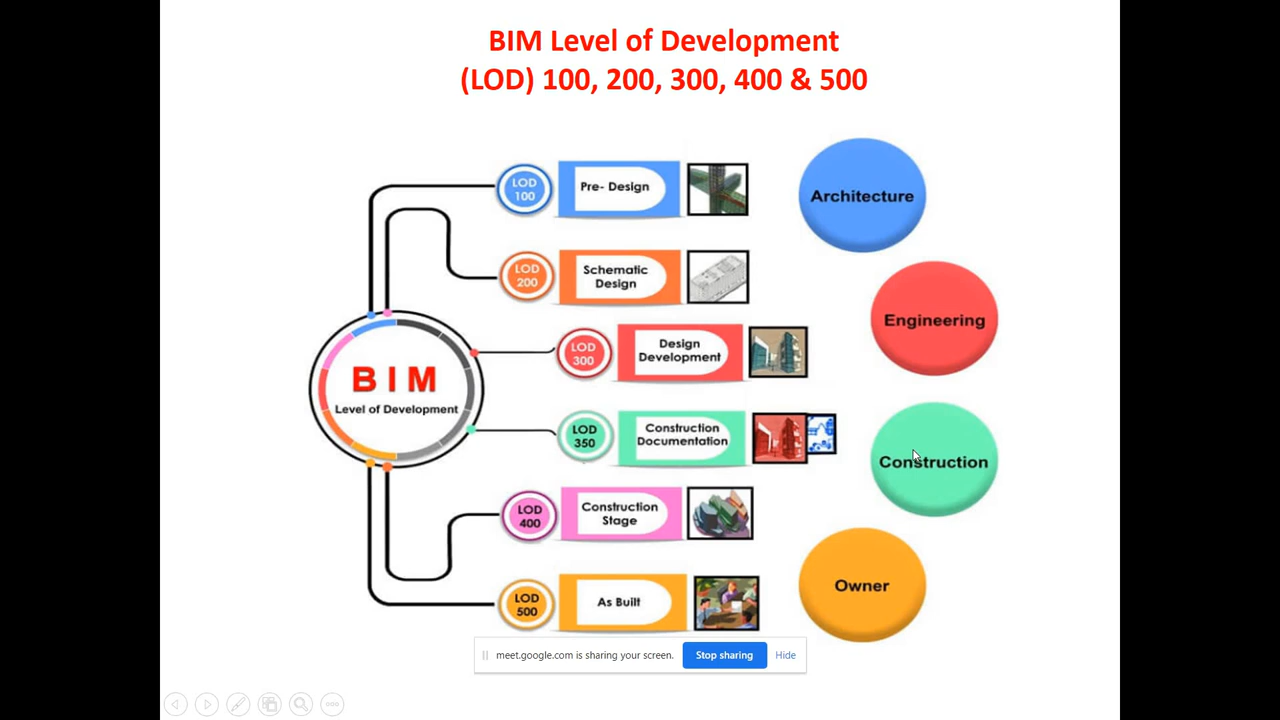 BIM Level of Development
(LOD) 100, 200, 300, 400 & 500
LOD
100
Pre- Design
Architecture
LOD
200
Schematic
Design
Engineering
LOD
300
Design
Development
BIM
Level of Development
LOD
350
Construction
Documentation
Construction
LOD
400
Construction
Stage
LOD
500
As Built
Owner
meet.google.com is sharing your screen.
Stop sharing
Hide